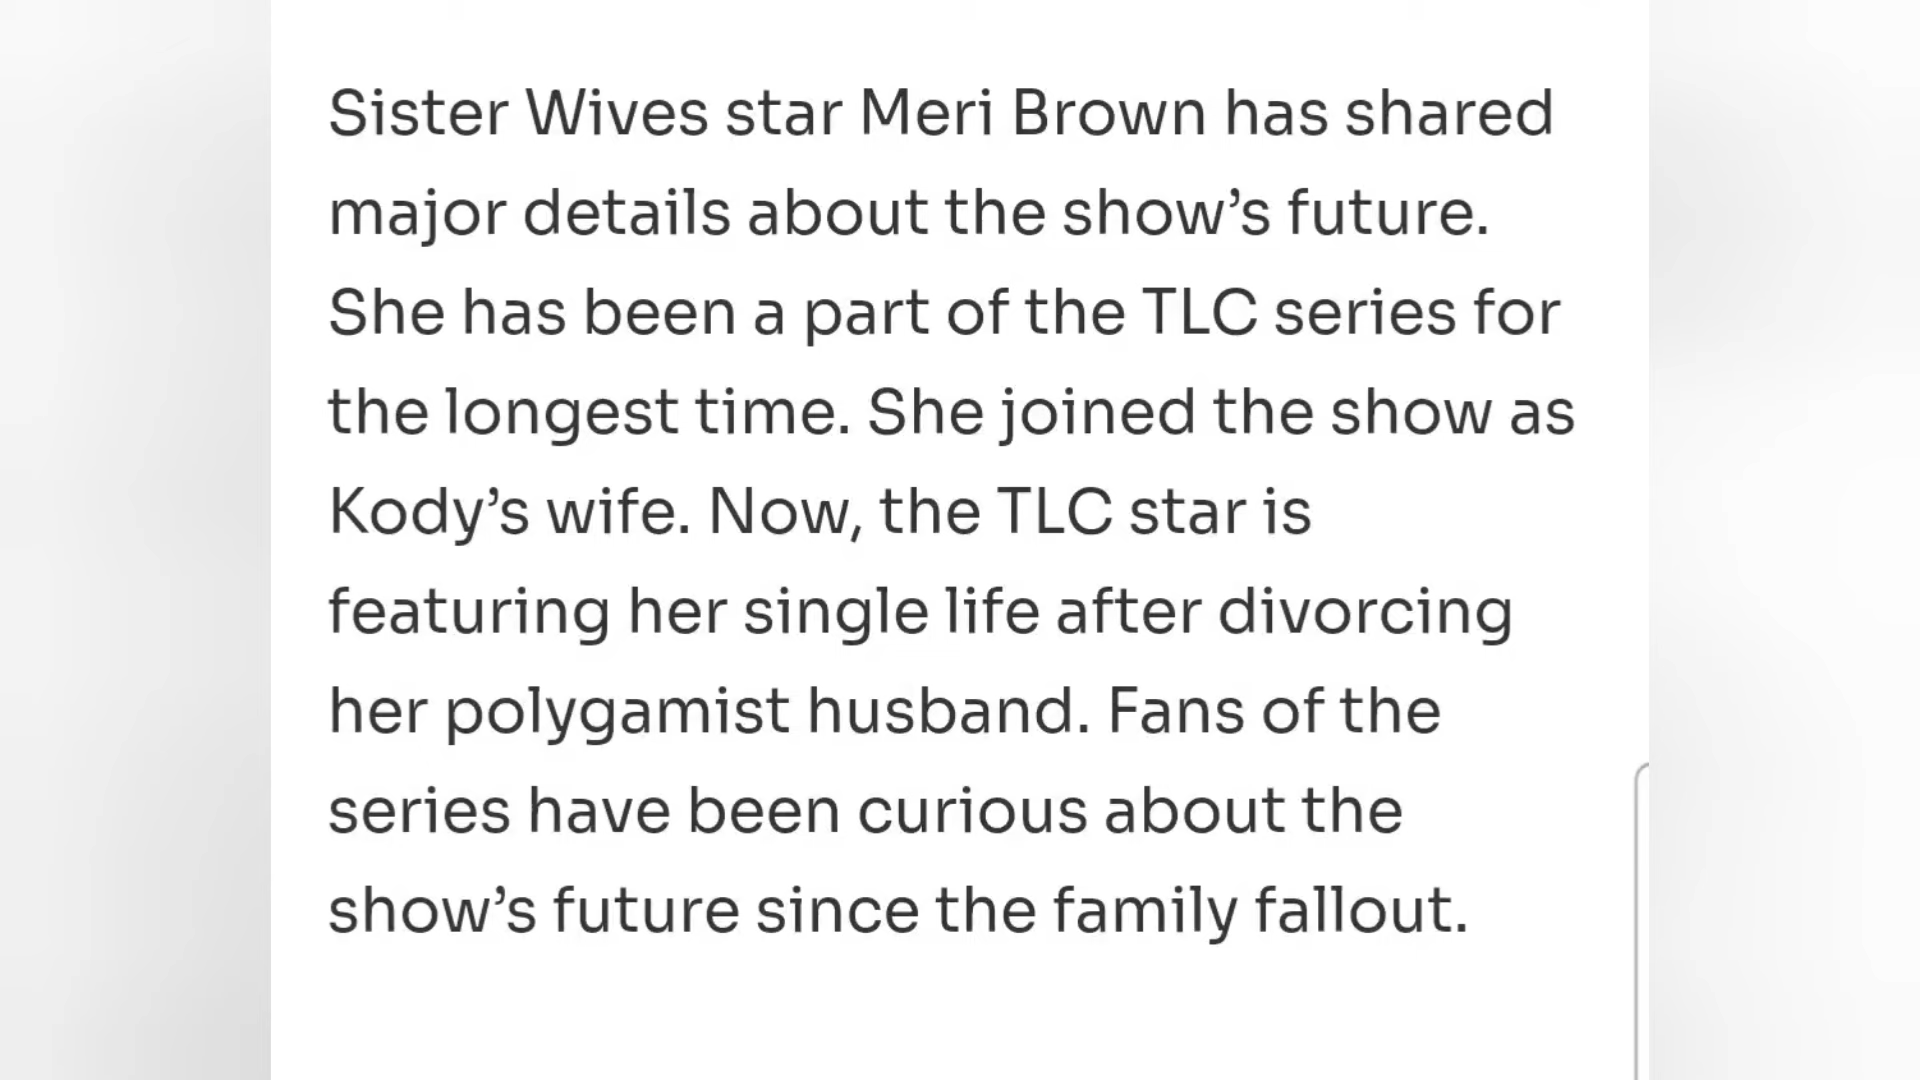 Sister Wives star Meri Brown has shared
major details about the show’s future.
She has been a part of the TLC series for
the longest time. She joined the show as
Kody’s wife. Now, the TLC star is
featuring her single life after divorcing
her polygamist husband. Fans of the
series have been curious about the
show’s future since the family fallout.